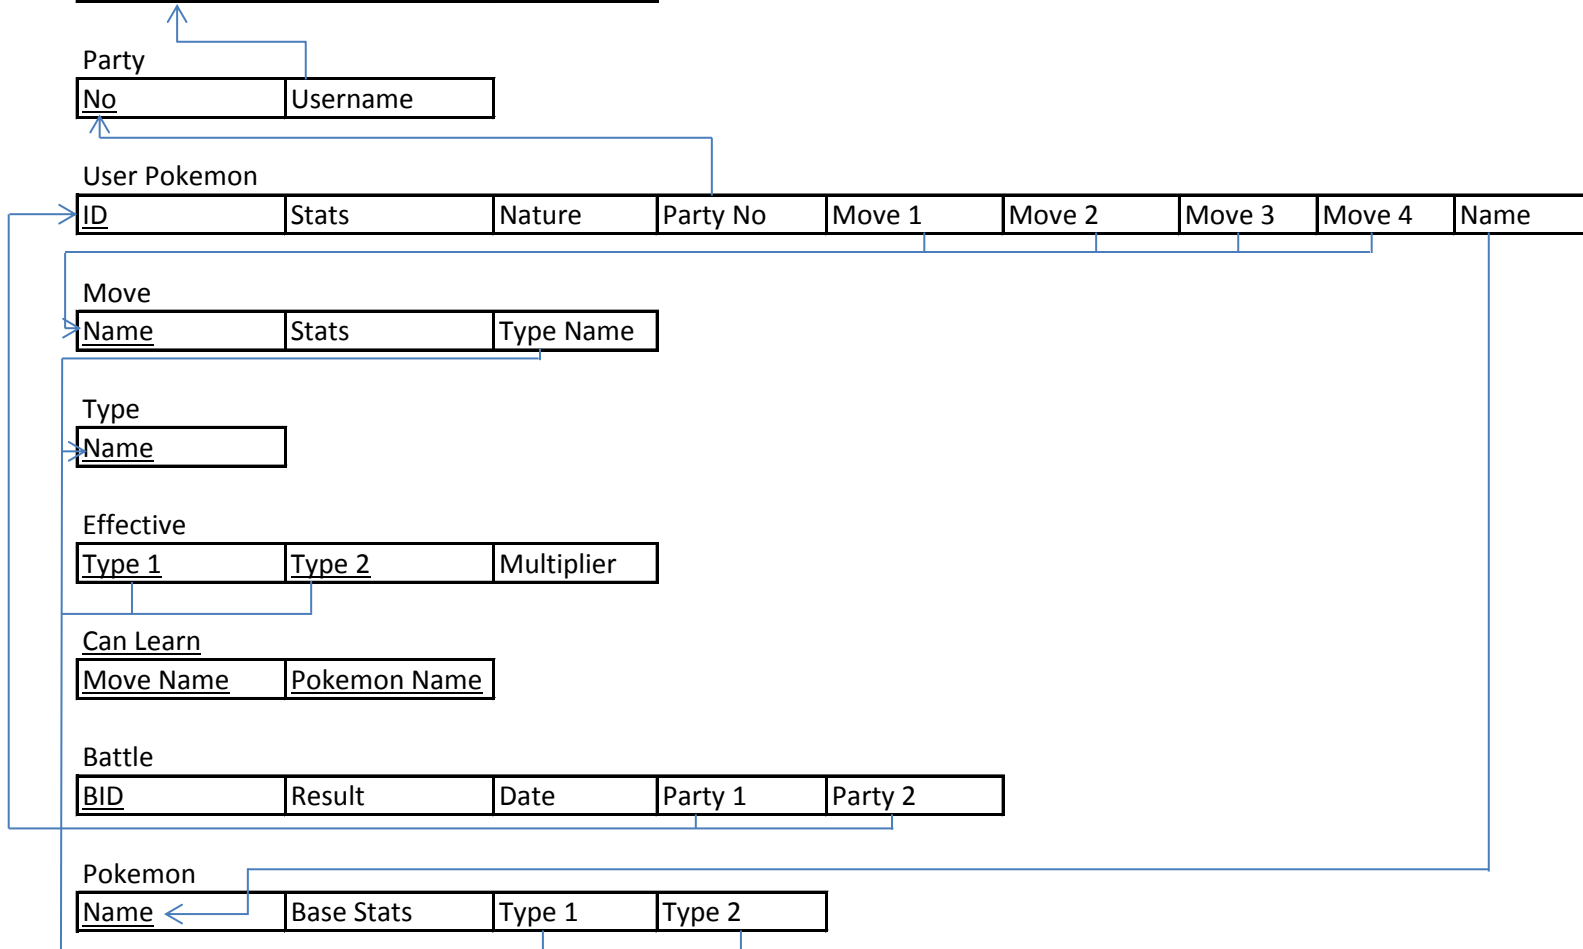 Party
No Username
User Pokemon
ID Stats Nature Party No Move 1 Move 2 Move 3 Move 4 Name
Move
Name Stats Type Name
Type
Name
Effective
Type 1 Type 2 Multiplier
Can Learn
Move Name Pokemon Name
Battle
BID Result Date Party 1 Party 2
Pokemon
Name Base Stats Type 1 Type 2